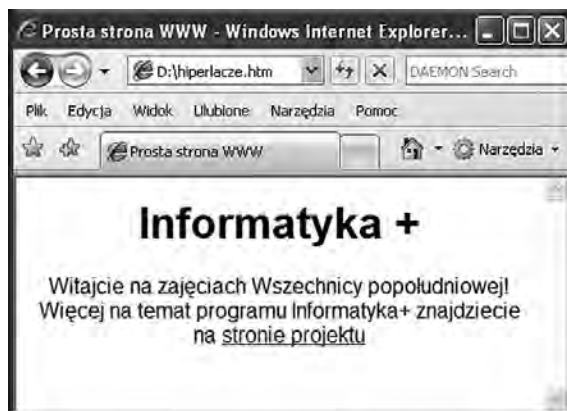 Prosta strona WWW - Windows Internet Explorer...
D:\hiperlacze.htm DAEMON Search
Plik Edycja Widok Ulubione Narzędzia Pomoc
Prosta strona WWW Narzędzia
Informatyka +
Witajcie na zajęciach Wszechnicy popołudniowej!
Więcej na temat programu Informatyka+ znajdziecie
na stronie projektu